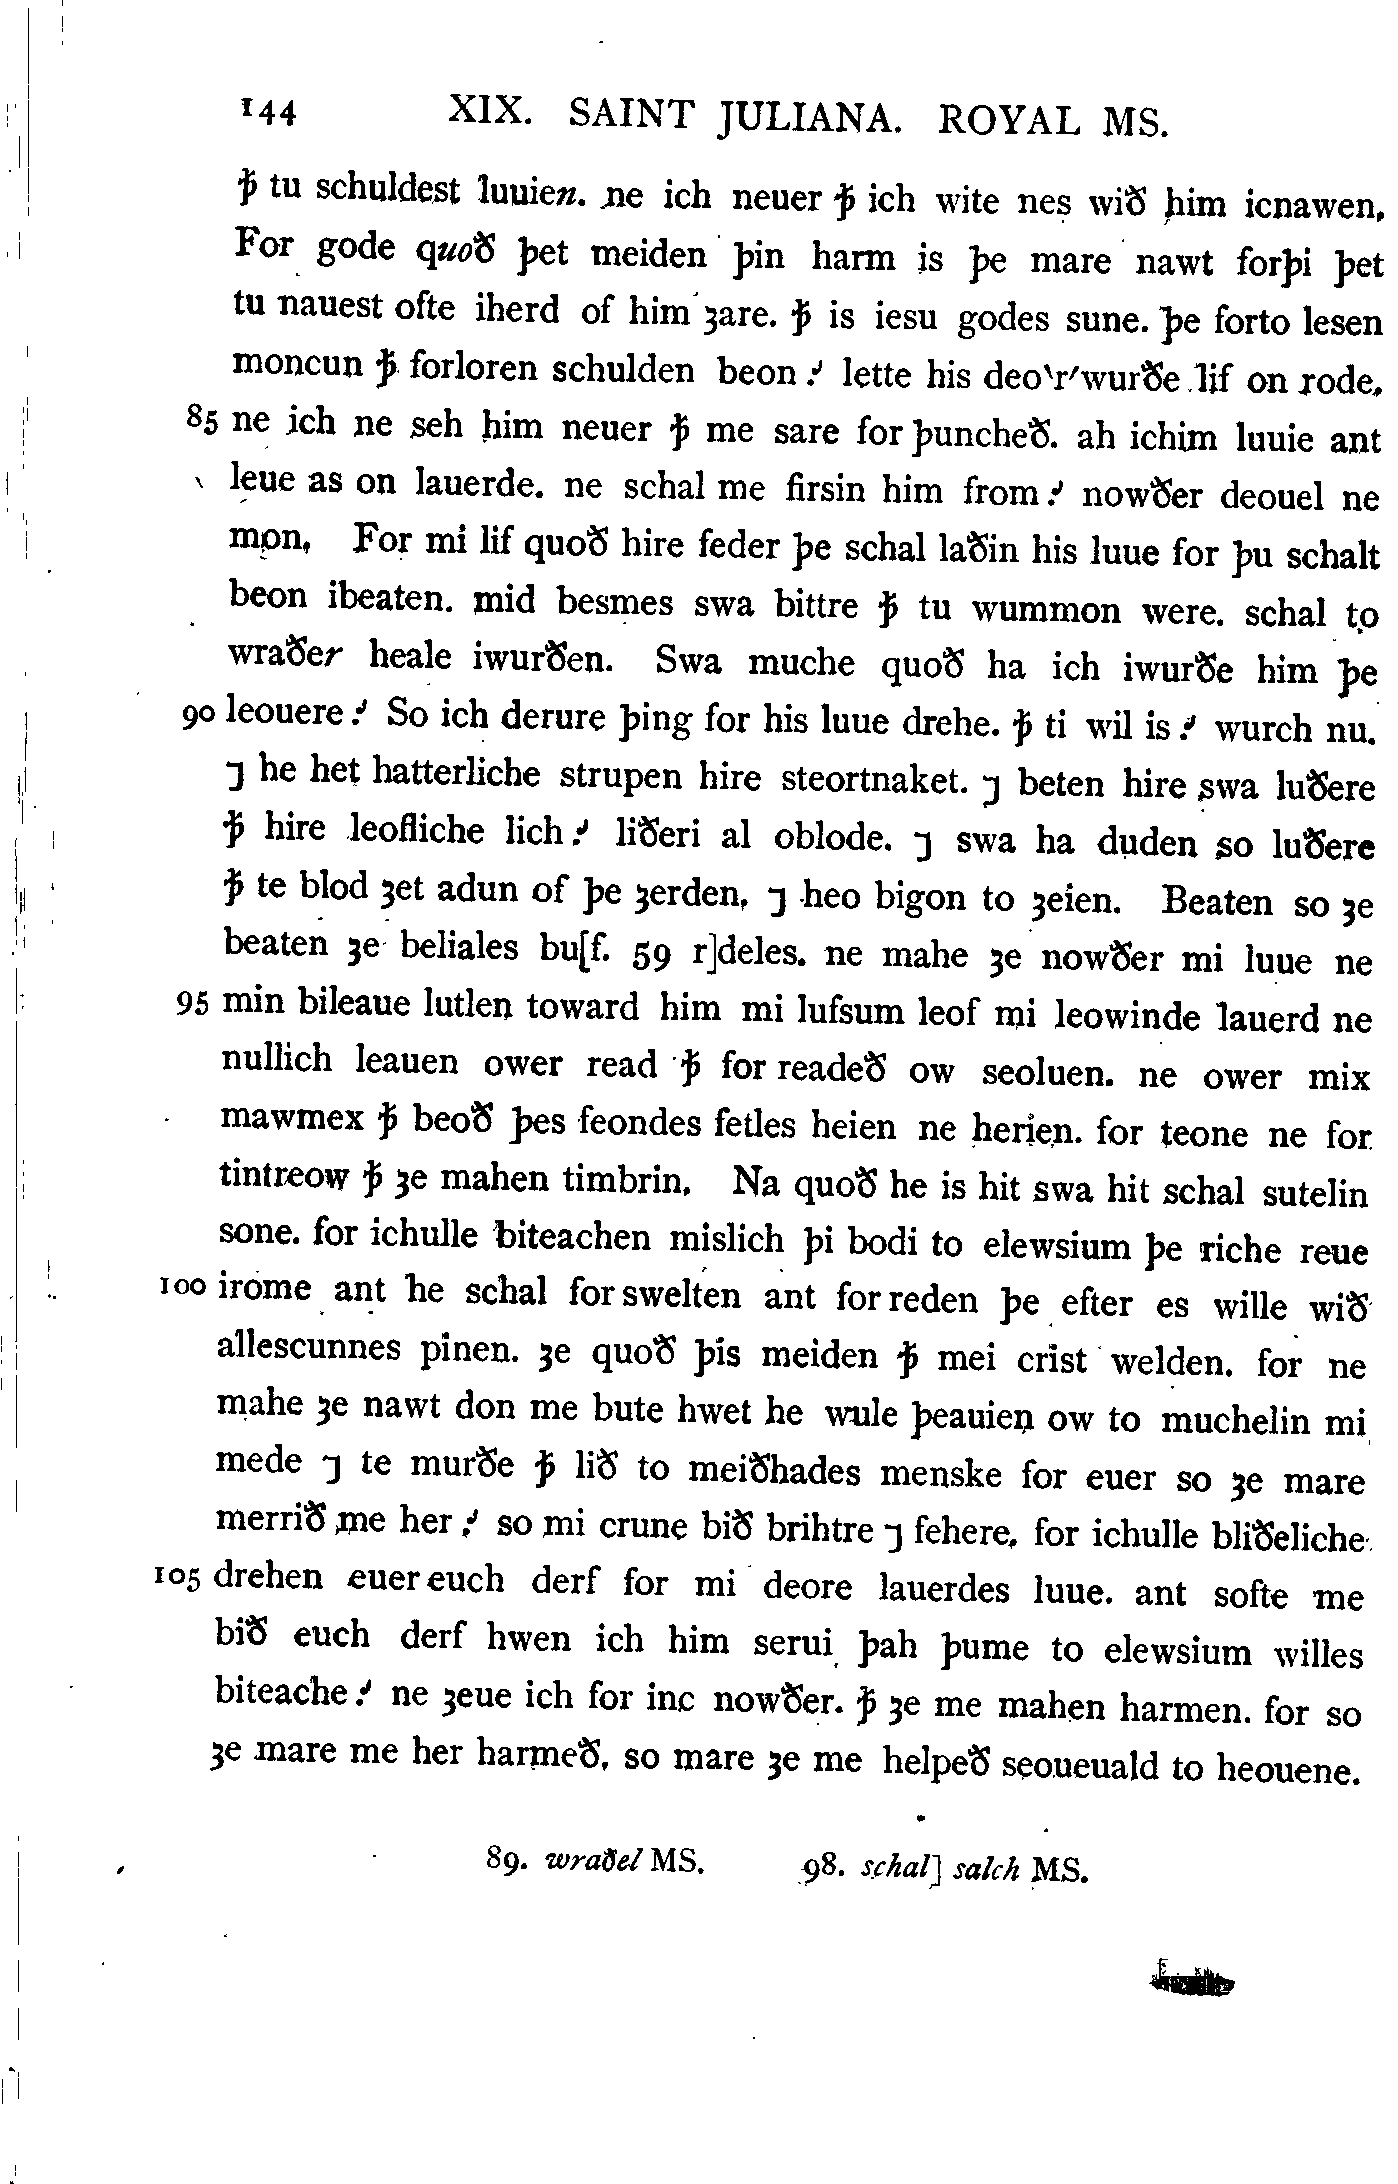 144 XIX. SAINT JULIANA. ROYAL MS.
ꝥ tu schuldest luuien. ne ich neuer ꝥ ich wite nes wið him icnawen.
For gode quoð þet meiden þin harm is þe mare nawt forþi þet
tu nauest ofte iherd of him ȝare. ꝥ is iesu godes sune. þe forto lesen
moncun ꝥ forloren schulden beon ⹎ lette his deo‵r′wurðe lif on rode.
85 ne ich ne seh him neuer ꝥ me sare for þuncheð. ah ichim luuie ant
leue as on lauerde. ne schal me firsin him from ⹎ nowðer deouel ne
mon. For mi lif quoð hire feder þe schal laðin his luue for þu schalt
beon ibeaten. mid besmes swa bittre ꝥ tu wummon were. schal to
wraðer heale iwurðen. Swa muche quoð ha ich iwurðe him þe
90 leouere ⹎ So ich derure þing for his luue drehe. ꝥ ti wil is ⹎ wurch nu.
⁊ he het hatterliche strupen hire steortnaket. ⁊ beten hire swa luðere
ꝥ hire leofliche lich ⹎ liðeri al oblode. ⁊ swa ha duden so luðere
ꝥ te blod ȝet adun of þe ȝerden, ⁊ heo bigon to ȝeien. Beaten so ȝe
beaten ȝe beliales bu[f. 59 r]deles. ne mahe ȝe nowðer mi luue ne
95 min bileaue lutlen toward him mi lufsum leof mi leowinde lauerd ne
nullich leauen ower read ꝥ for readeð ow seoluen. ne ower mix
mawmex ꝥ beoð þes feondes fetles heien ne herien. for teone ne for
tintreow ꝥ ȝe mahen timbrin. Na quoð he is hit swa hit schal sutelin
sone. for ichulle biteachen mislich þi bodi to elewsium þe riche reue
100 irome ant he schal for swelten ant for reden þe efter es wille wið
allescunnes pinen. ȝe quoð þis meiden ꝥ mei crist welden. for ne
mahe ȝe nawt don me bute hwet he wule þeauien ow to muchelin mi
mede ⁊ te murðe ꝥ lið to meiðhades menske for euer so ȝe mare
merrið me her ⹎ so mi crune bið brihtre ⁊ fehere. for ichulle bliðeliche
105 drehen euer euch derf for mi deore lauerdes luue. ant softe me
bið euch derf hwen ich him serui þah þume to elewsium willes
biteache ⹎ ne ȝeue ich for inc nowðer. ꝥ ȝe me mahen harmen. for so
ȝe mare me her harmeð, so mare ȝe me helpeð seoueuald to heouene.
89. wraðel MS. 98. schal] salch MS.